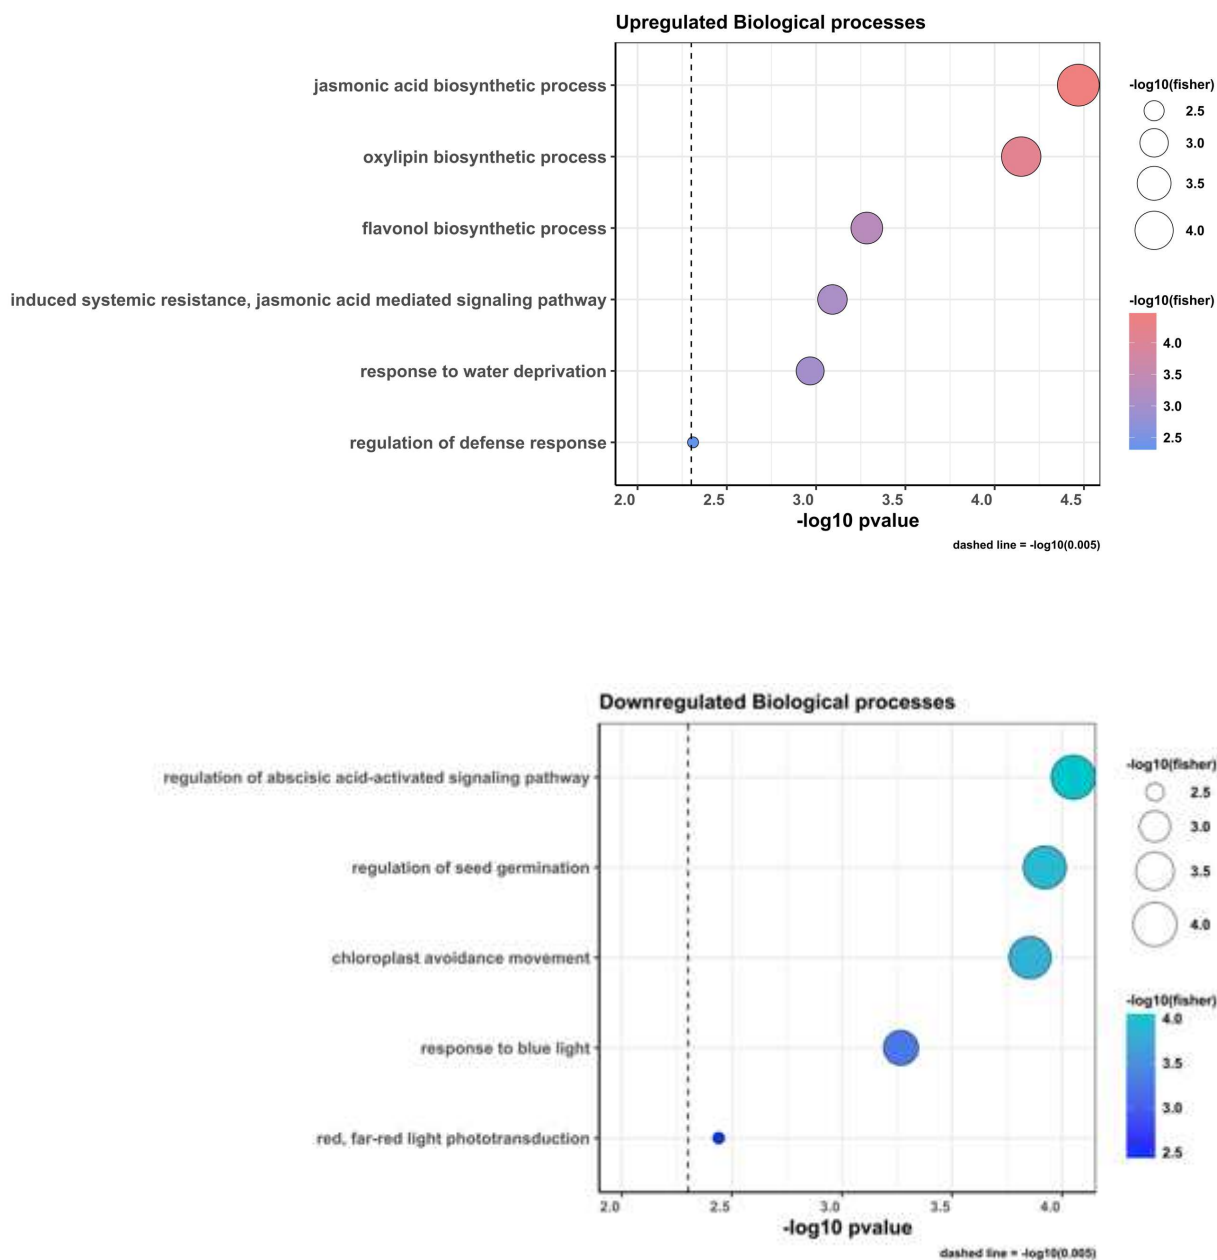 Upregulated Biological processes
jasmonic acid biosynthetic process
oxylipin biosynthetic process
flavonol biosynthetic process
induced systemic resistance, jasmonic acid mediated signaling pathway
response to water deprivation
regulation of defense response
2.0 2.5 3.0 3.5 4.0 4.5
-log10 pvalue
dashed line = -log10(0.005)
-log10(fisher)
2.5
3.0
3.5
4.0
-log10(fisher)
4.0
3.5
3.0
2.5
Downregulated Biological processes
regulation of abscisic acid-activated signaling pathway
regulation of seed germination
chloroplast avoidance movement
response to blue light
red, far-red light phototransduction
2.0 2.5 3.0 3.5 4.0
-log10 pvalue
dashed line = -log10(0.005)
-log10(fisher)
2.5
3.0
3.5
4.0
-log10(fisher)
4.0
3.5
3.0
2.5